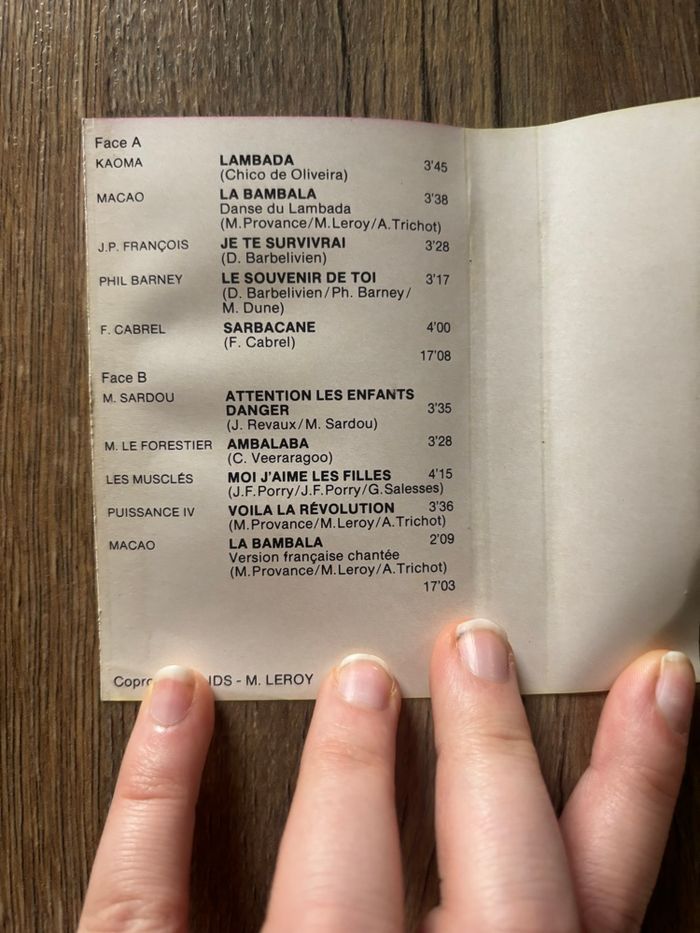 Face A
KAOMA LAMBADA 3'45
(Chico de Oliveira)
MACAO LA BAMBALA 3'38
Danse du Lambada
(M.Provance/M.Leroy/A.Trichot)
J.P. FRANÇOIS JE TE SURVIVRAI 3'28
(D. Barbelivien)
PHIL BARNEY LE SOUVENIR DE TOI 3'17
(D. Barbelivien/Ph. Barney/
M. Dune)
F. CABREL SARBACANE 4'00
(F. Cabrel)
17'08
Face B
M. SARDOU ATTENTION LES ENFANTS
DANGER 3'35
(J. Revaux/M. Sardou)
M. LE FORESTIER AMBALABA 3'28
(C. Veeraragoo)
LES MUSCLÉS MOI J'AIME LES FILLES 4'15
(J.F.Porry/J.F.Porry/G.Salesses)
PUISSANCE IV VOILA LA RÉVOLUTION 3'36
(M.Provance/M.Leroy/A.Trichot)
MACAO LA BAMBALA 2'09
Version française chantée
(M.Provance/M.Leroy/A.Trichot)
17'03
IDS - M. LEROY